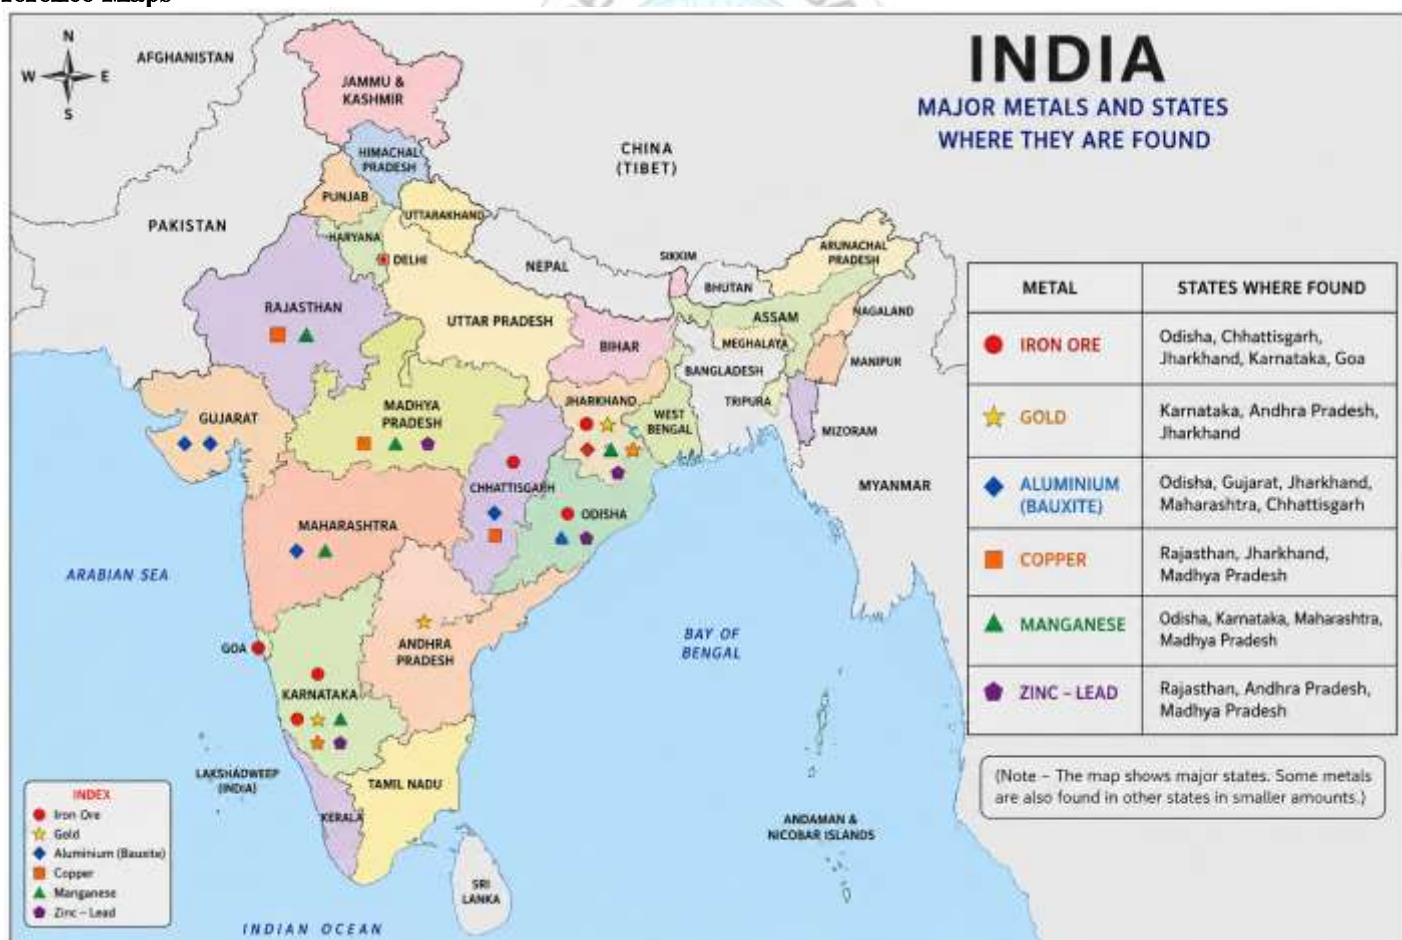 INDIA
MAJOR METALS AND STATES
WHERE THEY ARE FOUND
N
W
E
S
AFGHANISTAN
JAMMU &
KASHMIR
CHINA
(TIBET)
HIMACHAL
PRADESH
PUNJAB
UTTARAKHAND
PAKISTAN
HARYANA
DELHI
NEPAL
SIKKIM
BHUTAN
ARUNACHAL
PRADESH
RAJASTHAN
UTTAR PRADESH
ASSAM
NAGALAND
BIHAR
MEGHALAYA
MANIPUR
BANGLADESH
GUJARAT
MADHYA
PRADESH
JHARKHAND
WEST
BENGAL
TRIPURA
MIZORAM
CHHATTISGARH
MYANMAR
MAHARASHTRA
ODISHA
ARABIAN SEA
GOA
ANDHRA
PRADESH
BAY OF
BENGAL
KARNATAKA
LAKSHADWEEP
(INDIA)
TAMIL NADU
KERALA
ANDAMAN &
NICOBAR ISLANDS
SRI
LANKA
INDIAN OCEAN
INDEX
Iron Ore
Gold
Aluminium (Bauxite)
Copper
Manganese
Zinc – Lead
METAL STATES WHERE FOUND
IRON ORE Odisha, Chhattisgarh,
Jharkhand, Karnataka, Goa
GOLD Karnataka, Andhra Pradesh,
Jharkhand
ALUMINIUM Odisha, Gujarat, Jharkhand,
(BAUXITE) Maharashtra, Chhattisgarh
COPPER Rajasthan, Jharkhand,
Madhya Pradesh
MANGANESE Odisha, Karnataka, Maharashtra,
Madhya Pradesh
ZINC – LEAD Rajasthan, Andhra Pradesh,
Madhya Pradesh
(Note – The map shows major states. Some metals
are also found in other states in smaller amounts.)